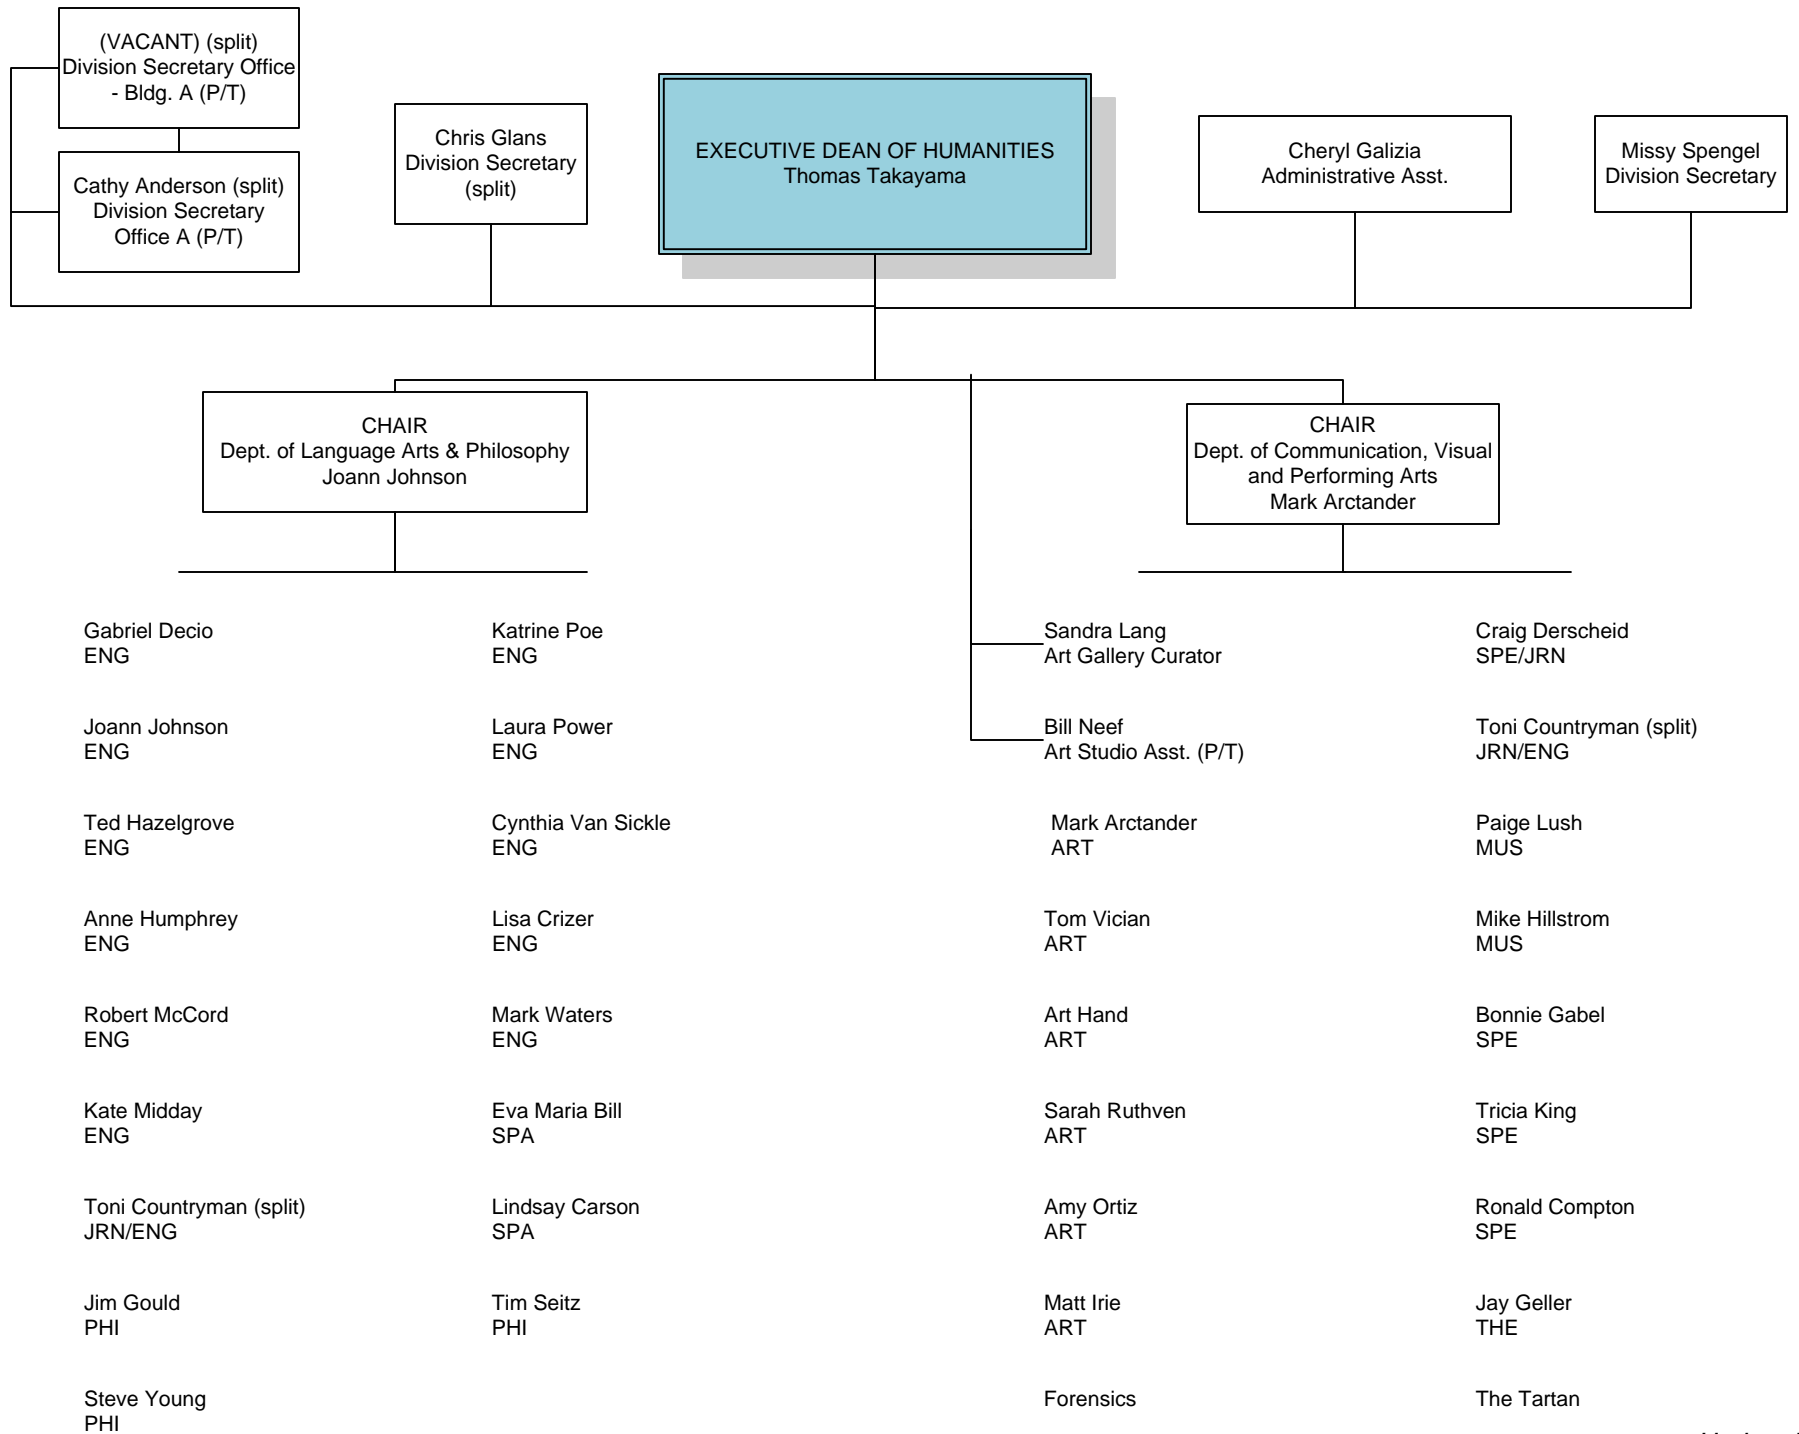 (VACANT) (split)
Division Secretary Office
- Bldg. A (P/T)
Cathy Anderson (split)
Division Secretary
Office A (P/T)
Chris Glans
Division Secretary
(split)
EXECUTIVE DEAN OF HUMANITIES
Thomas Takayama
Cheryl Galizia
Administrative Asst.
Missy Spengel
Division Secretary
CHAIR
Dept. of Language Arts & Philosophy
Joann Johnson
CHAIR
Dept. of Communication, Visual
and Performing Arts
Mark Arctander
Gabriel Decio
ENG
Joann Johnson
ENG
Ted Hazelgrove
ENG
Anne Humphrey
ENG
Robert McCord
ENG
Kate Midday
ENG
Toni Countryman (split)
JRN/ENG
Jim Gould
PHI
Steve Young
PHI
Katrine Poe
ENG
Laura Power
ENG
Cynthia Van Sickle
ENG
Lisa Crizer
ENG
Mark Waters
ENG
Eva Maria Bill
SPA
Lindsay Carson
SPA
Tim Seitz
PHI
Sandra Lang
Art Gallery Curator
Bill Neef
Art Studio Asst. (P/T)
Mark Arctander
ART
Tom Vician
ART
Art Hand
ART
Sarah Ruthven
ART
Amy Ortiz
ART
Matt Irie
ART
Forensics
Craig Derscheid
SPE/JRN
Toni Countryman (split)
JRN/ENG
Paige Lush
MUS
Mike Hillstrom
MUS
Bonnie Gabel
SPE
Tricia King
SPE
Ronald Compton
SPE
Jay Geller
THE
The Tartan